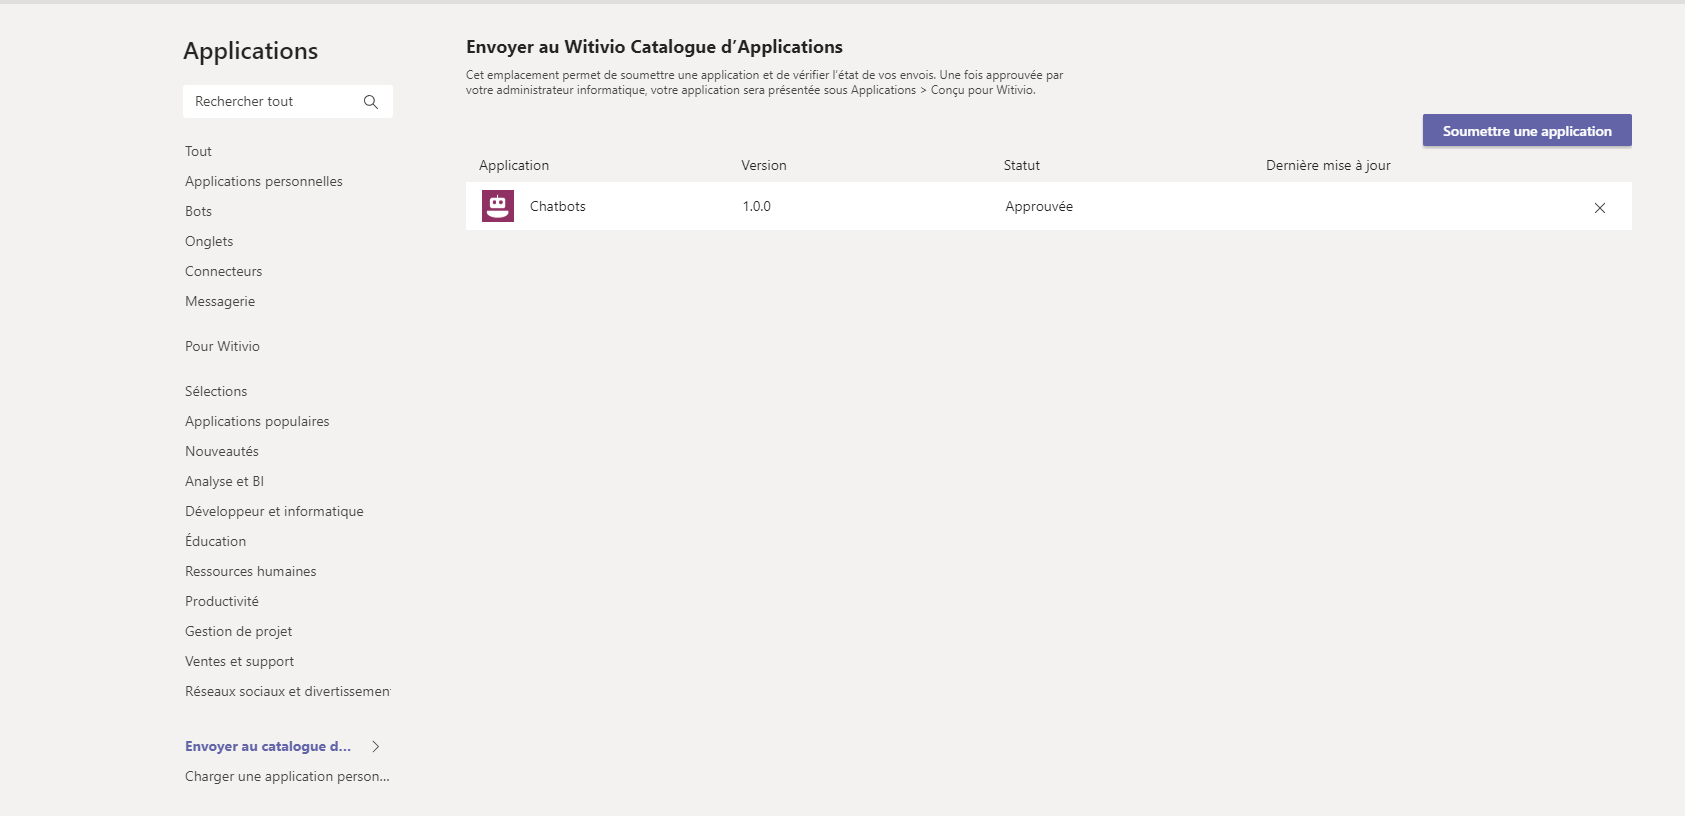 Applications
Rechercher tout
Tout
Applications personnelles
Bots
Onglets
Connecteurs
Messagerie
Pour Witivio
Sélections
Applications populaires
Nouveautés
Analyse et BI
Développeur et informatique
Éducation
Ressources humaines
Productivité
Gestion de projet
Ventes et support
Réseaux sociaux et divertissemen
Envoyer au catalogue d...
Charger une application person...
Envoyer au Witivio Catalogue d’Applications
Cet emplacement permet de soumettre une application et de vérifier l’état de vos envois. Une fois approuvée par
votre administrateur informatique, votre application sera présentée sous Applications > Conçu pour Witivio.
Soumettre une application
Application Version Statut Dernière mise à jour
Chatbots 1.0.0 Approuvée